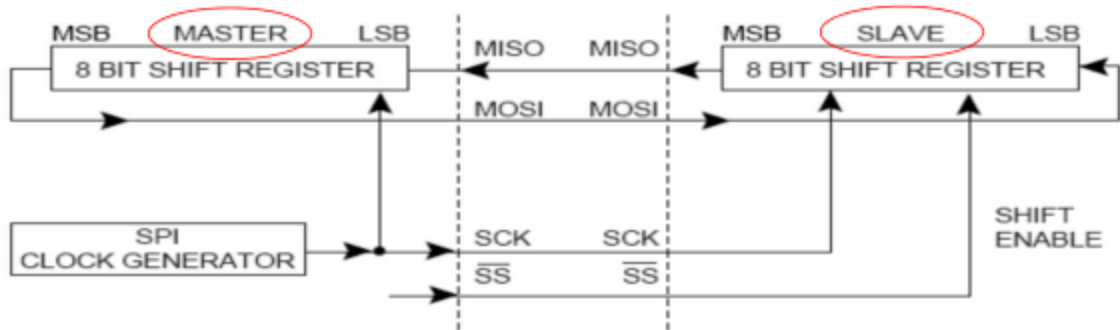 MSB MASTER LSB
MISO MISO
MSB SLAVE LSB
8 BIT SHIFT REGISTER
8 BIT SHIFT REGISTER
MOSI MOSI
SHIFT
ENABLE
SPI
CLOCK GENERATOR
SCK SCK
SS SS